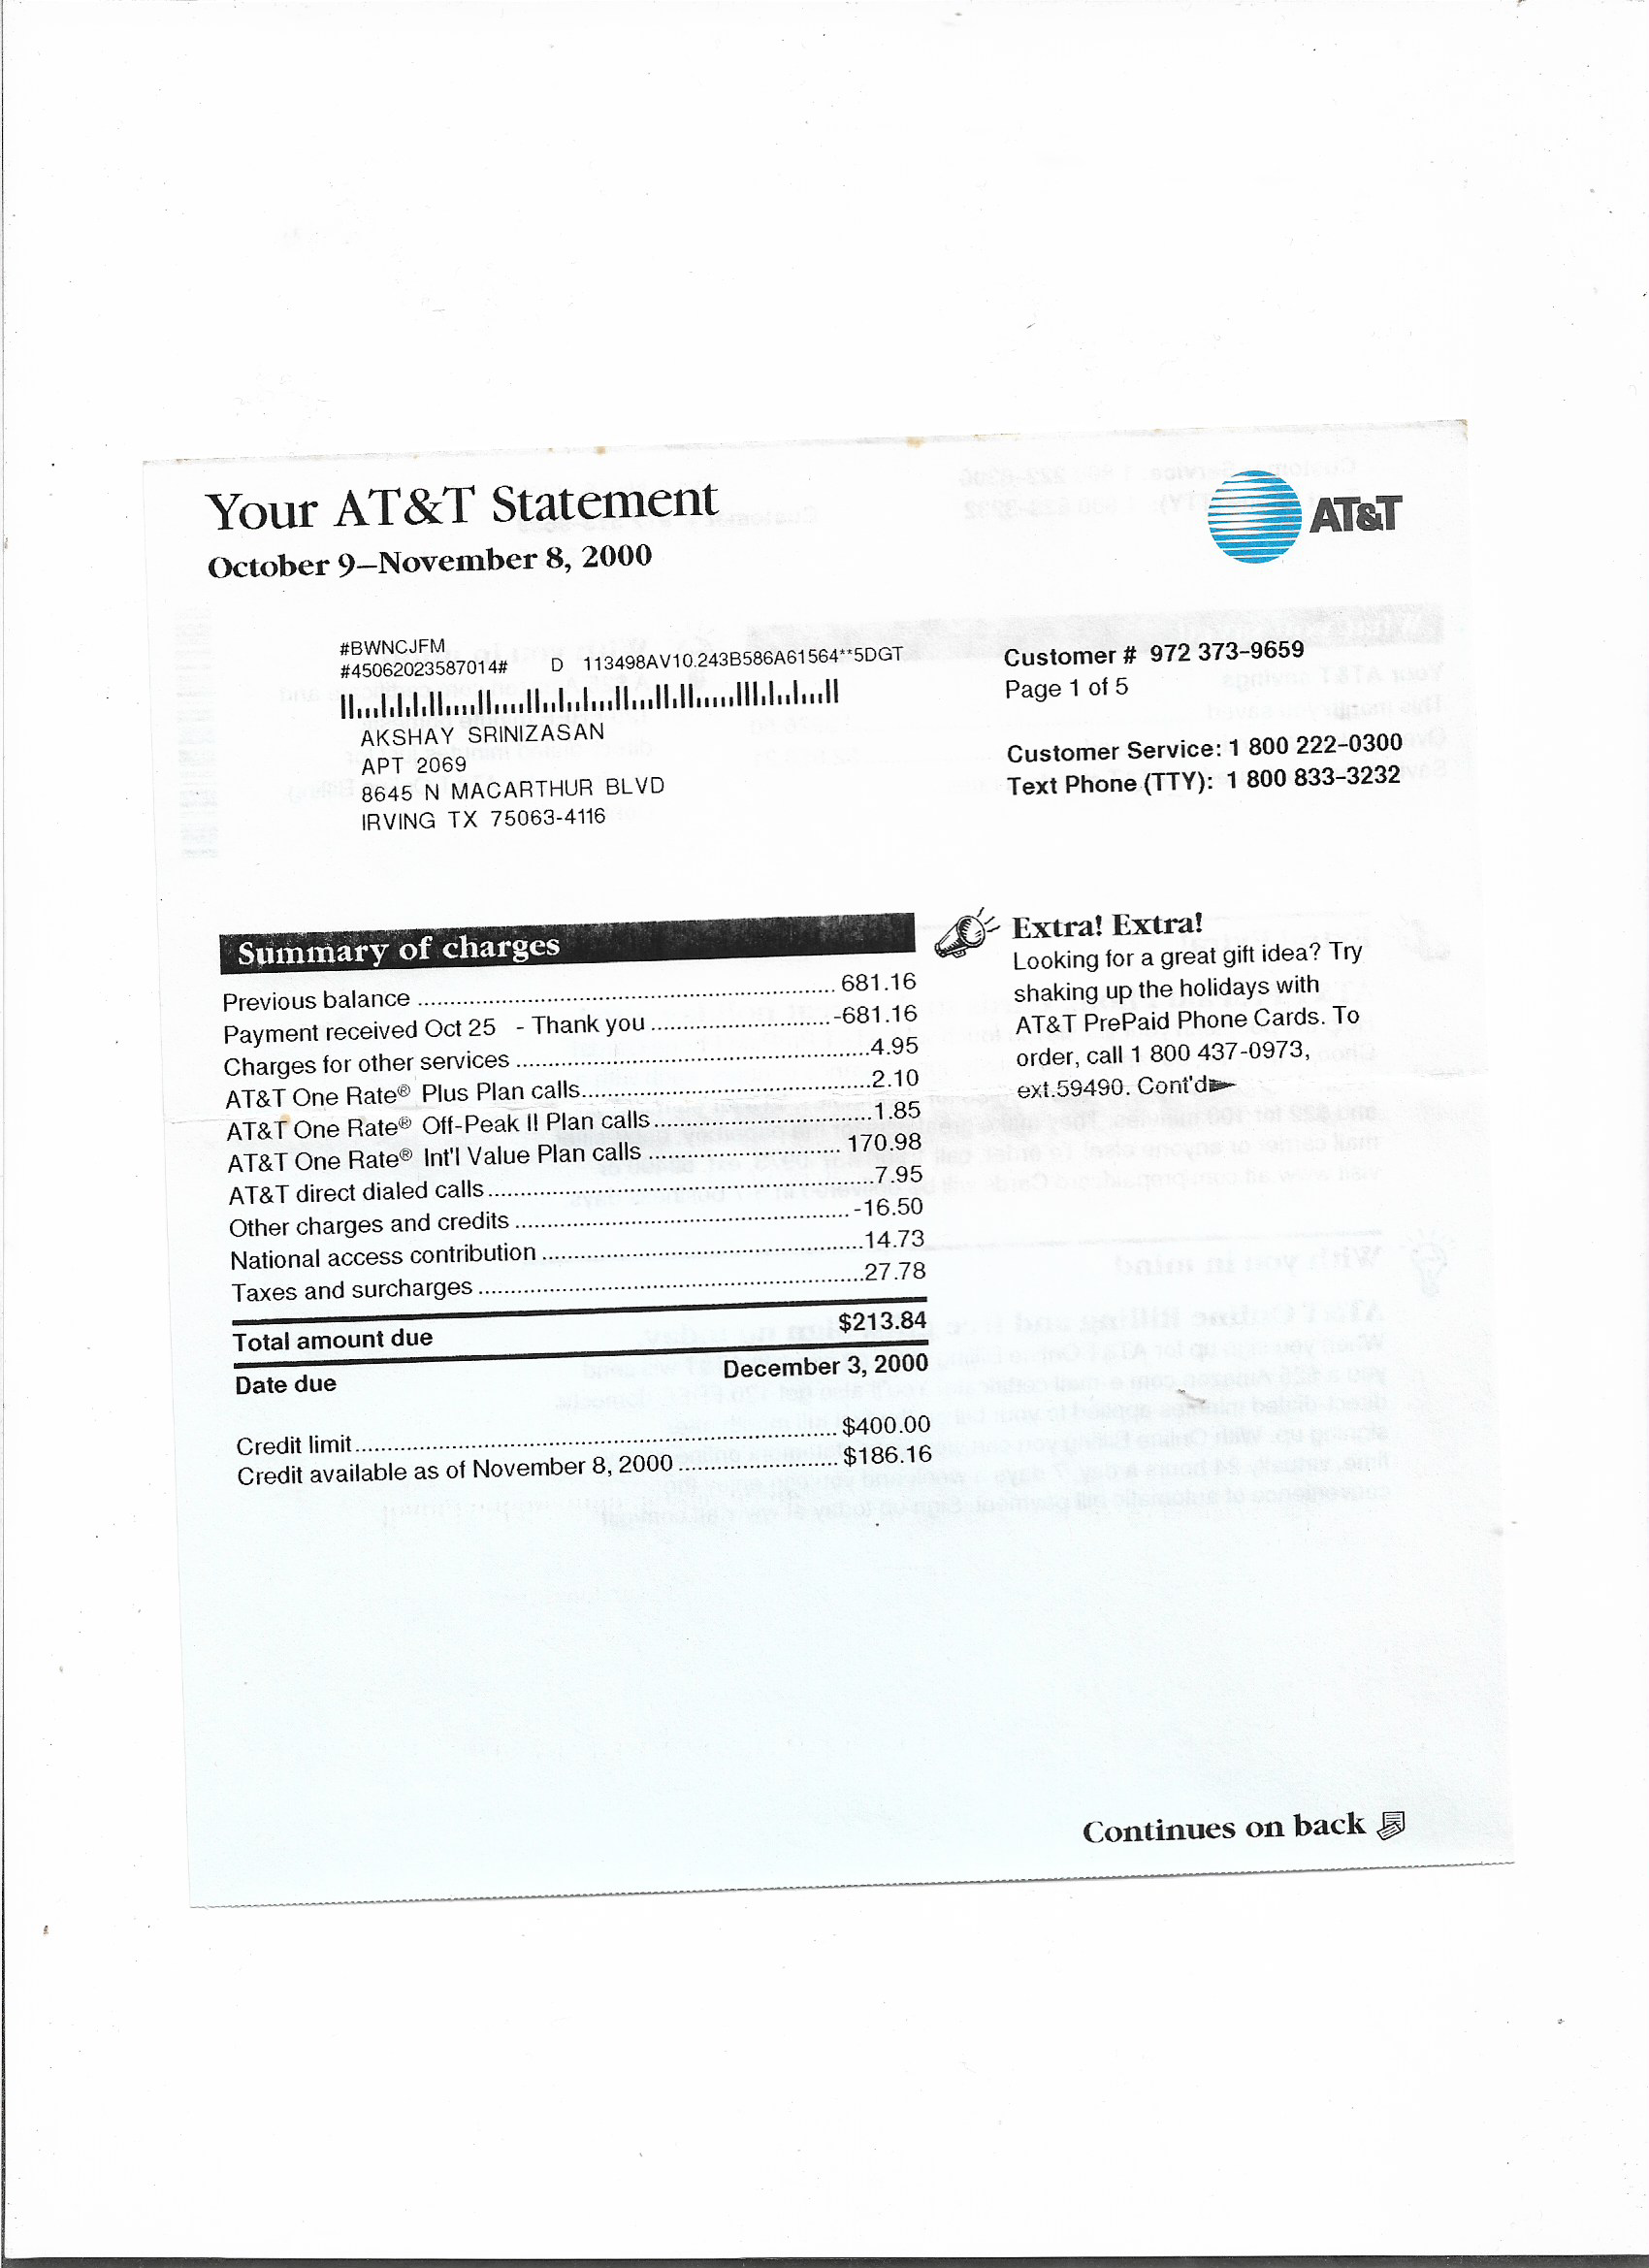 Your AT&T Statement
October 9–November 8, 2000
AT&T
#BWNCJFM
#45062023587014# D 113498AV10.243B586A61564**5DGT
AKSHAY SRINIZASAN
APT 2069
8645 N MACARTHUR BLVD
IRVING TX 75063-4116
Customer # 972 373-9659
Page 1 of 5
Customer Service: 1 800 222-0300
Text Phone (TTY): 1 800 833-3232
Summary of charges
Previous balance 681.16
Payment received Oct 25 - Thank you -681.16
Charges for other services 4.95
AT&T One Rate® Plus Plan calls 2.10
AT&T One Rate® Off-Peak II Plan calls 1.85
AT&T One Rate® Int'l Value Plan calls 170.98
AT&T direct dialed calls 7.95
Other charges and credits -16.50
National access contribution 14.73
Taxes and surcharges 27.78
Total amount due $213.84
Date due December 3, 2000
Credit limit $400.00
Credit available as of November 8, 2000 $186.16
Extra! Extra!
Looking for a great gift idea? Try
shaking up the holidays with
AT&T PrePaid Phone Cards. To
order, call 1 800 437-0973,
ext.59490. Cont'd
Continues on back